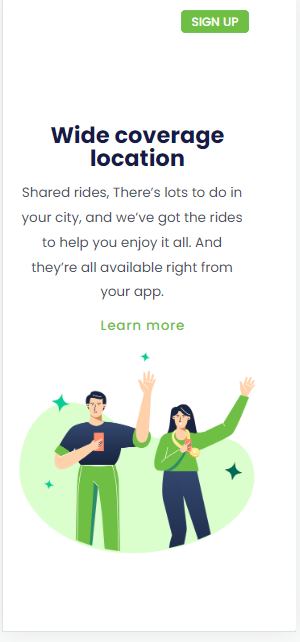 SIGN UP
Wide coverage
location
Shared rides, There's lots to do in
your city, and we've got the rides
to help you enjoy it all. And
they're all available right from
your app.
Learn more